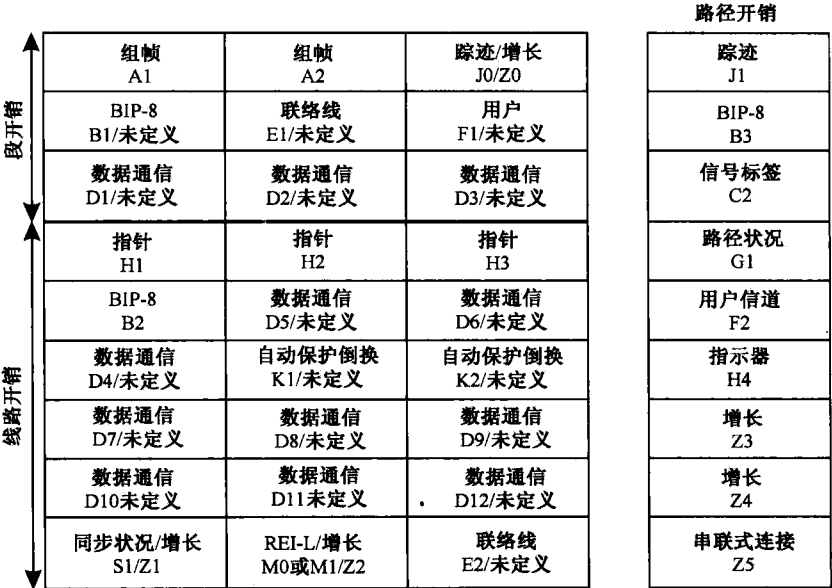 路径开销
组帧
A1
组帧
A2
踪迹/增长
J0/Z0
踪迹
J1
BIP-8
B1/未定义
联络线
E1/未定义
用户
F1/未定义
BIP-8
B3
数据通信
D1/未定义
数据通信
D2/未定义
数据通信
D3/未定义
信号标签
C2
段开销
指针
H1
指针
H2
指针
H3
路径状况
G1
BIP-8
B2
数据通信
D5/未定义
数据通信
D6/未定义
用户信道
F2
数据通信
D4/未定义
自动保护倒换
K1/未定义
自动保护倒换
K2/未定义
指示器
H4
数据通信
D7/未定义
数据通信
D8/未定义
数据通信
D9/未定义
增长
Z3
数据通信
D10未定义
数据通信
D11未定义
数据通信
D12/未定义
增长
Z4
同步状况/增长
S1/Z1
REI-L/增长
M0或M1/Z2
联络线
E2/未定义
串联式连接
Z5
线路开销